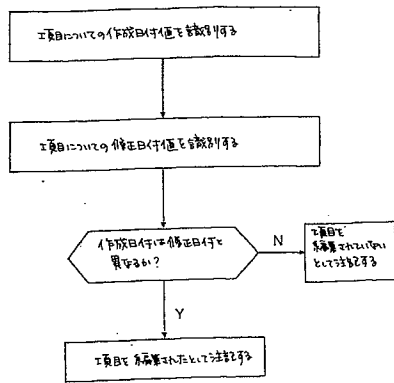 項目についての作成日付値を識別する
項目についての修正日付値を識別する
作成日付は修正日付と
異なるか?
N
項目を
編集されていない
として注記する
Y
項目を編集されたとして注記する